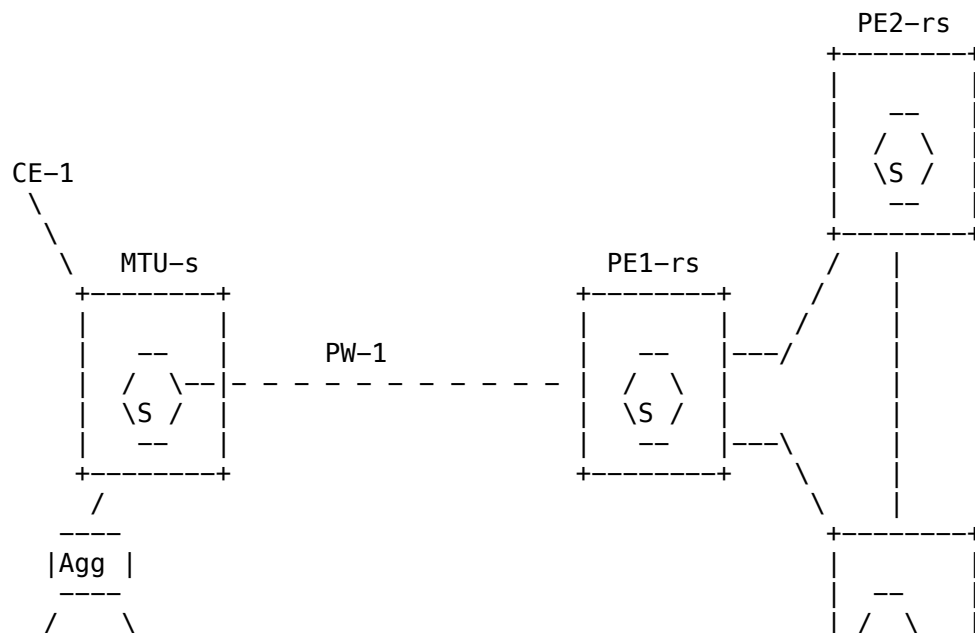 PE2-rs
S
CE-1
MTU-s PE1-rs
PW-1
S S
|Agg |